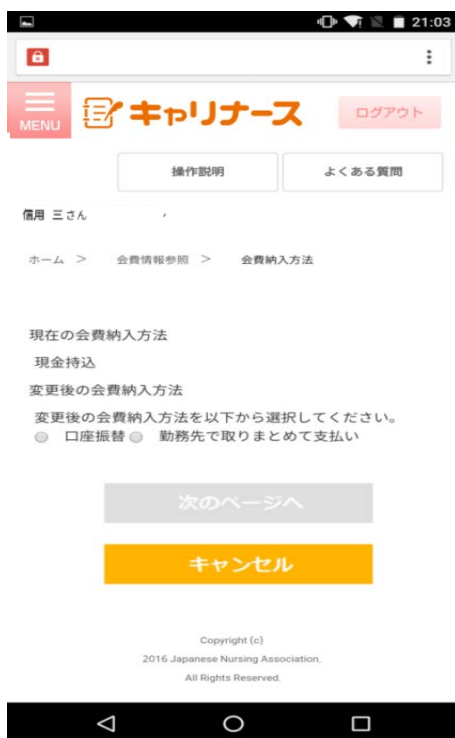 21:03
MENU
キャリナース
ログアウト
操作説明
よくある質問
信用 三さん
ホーム > 会費情報参照 > 会費納入方法
現在の会費納入方法
現金持込
変更後の会費納入方法
変更後の会費納入方法を以下から選択してください。
口座振替 勤務先で取りまとめて支払い
次のページへ
キャンセル
Copyright (c)
2016 Japanese Nursing Association.
All Rights Reserved.